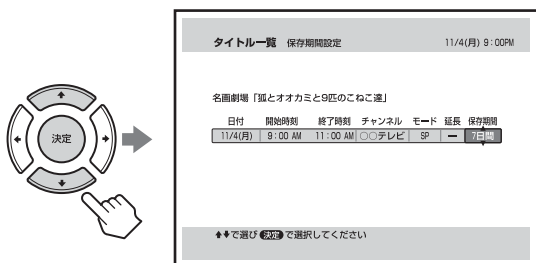 決定
タイトル一覧 保存期間設定 11/4(月) 9:00PM
名画劇場「狐とオオカミと9匹のこねこ達」
日付 開始時刻 終了時刻 チャンネル モード 延長 保存期間
11/4(月) 9:00 AM 11:00 AM ○○テレビ SP ー 7日間
↑↓で選び 決定 で選択してください